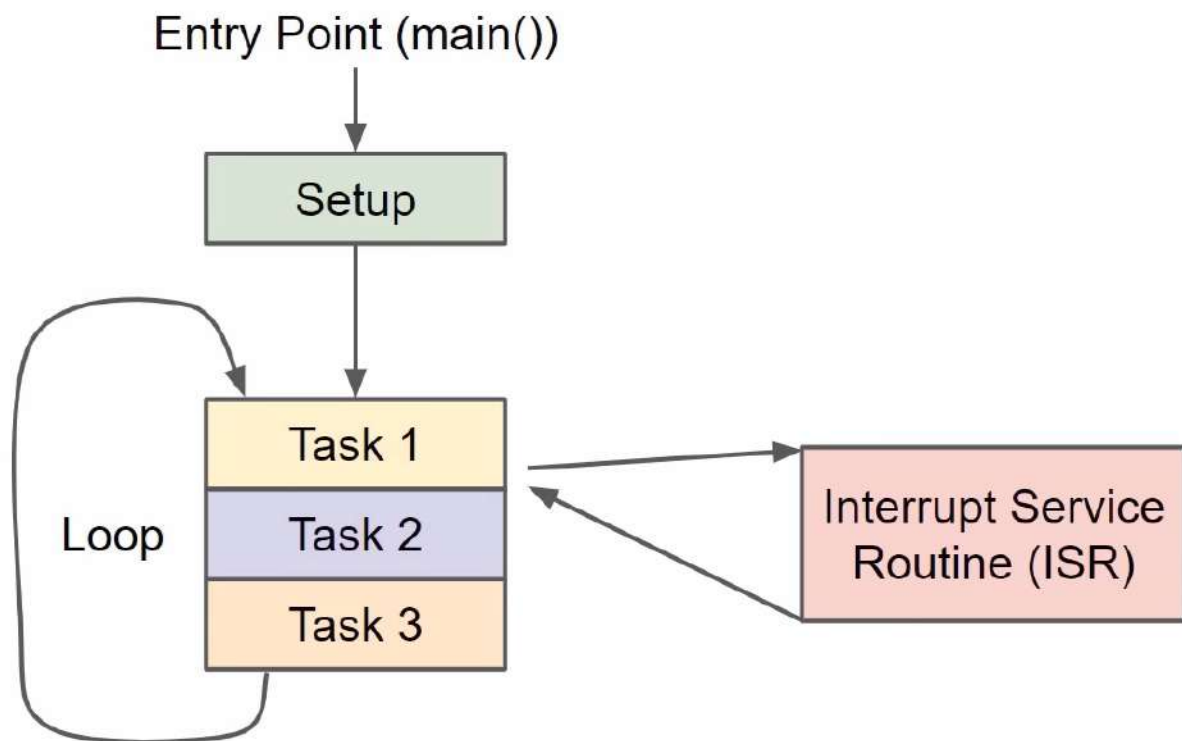 Entry Point (main())
Setup
Task 1
Loop
Task 2
Task 3
Interrupt Service
Routine (ISR)